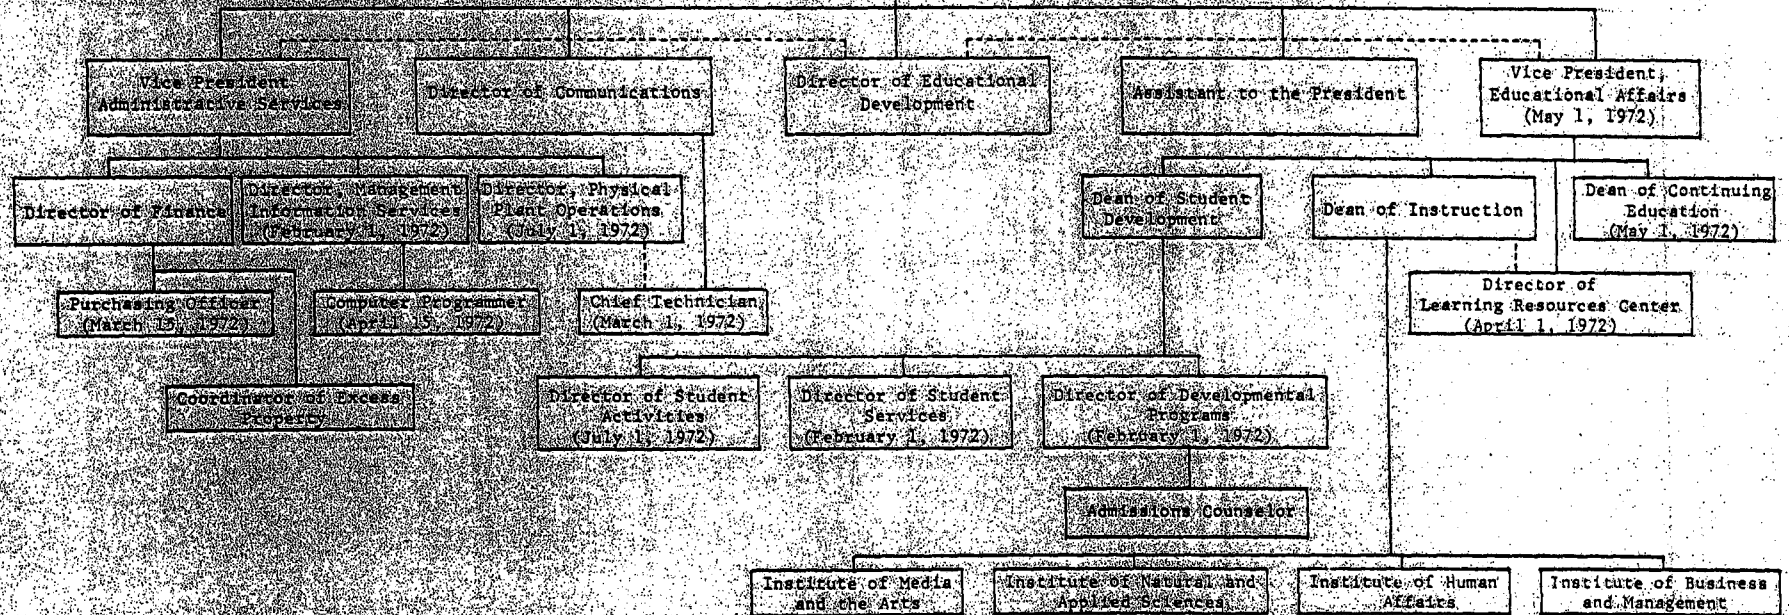 Vice President
Administrative Services
Director of Communications
Director of Educational
Development
Assistant to the President
Vice President,
Educational Affairs
(May 1, 1972)
Director of Finance
Director, Management
Information Services
(February 1, 1972)
Director, Physical
Plant Operations
(July 1, 1972)
Dean of Student
Development
Dean of Instruction
Dean of Continuing
Education
(May 1, 1972)
Purchasing Officer
(March 15, 1972)
Computer Programmer
(April 15, 1972)
Chief Technician
(March 1, 1972)
Director of
Learning Resources Center
(April 1, 1972)
Coordinator of Excess
Property
Director of Student
Activities
(July 1, 1972)
Director of Student
Services
(February 1, 1972)
Director of Developmental
Programs
(February 1, 1972)
Admissions Counselor
Institute of Media
and the Arts
Institute of Natural and
Applied Sciences
Institute of Human
Affairs
Institute of Business
and Management